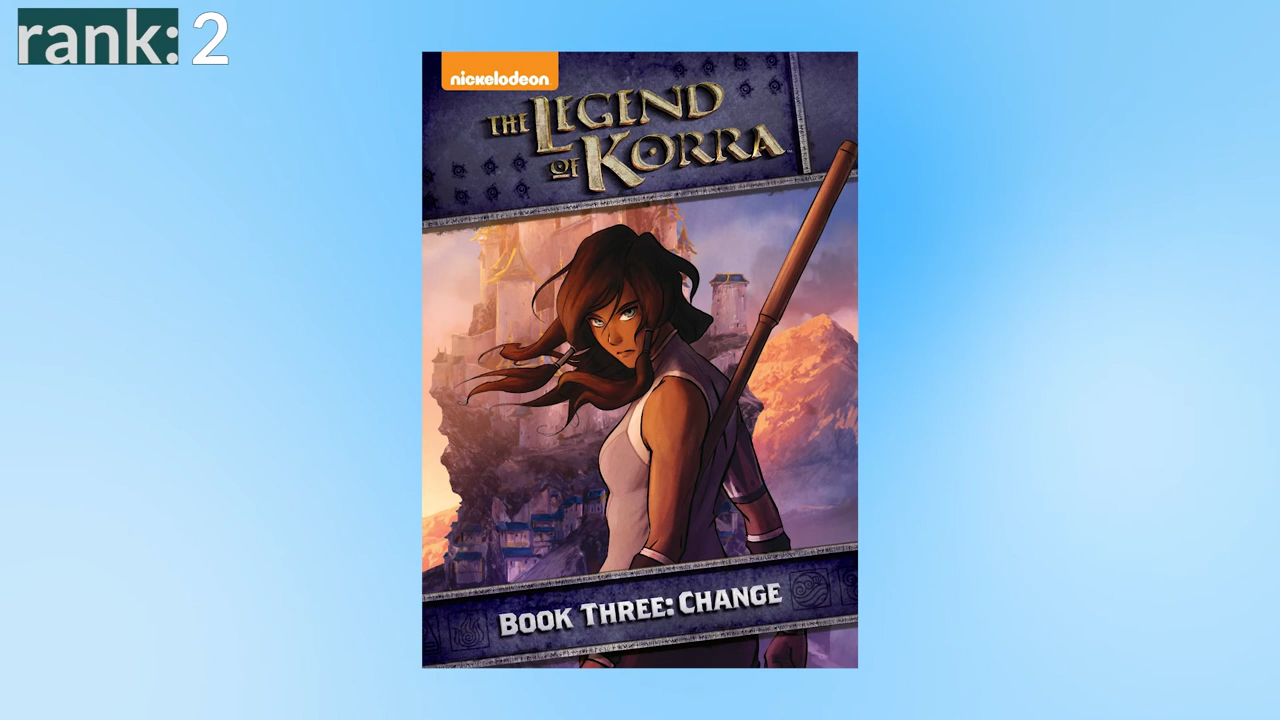 rank: 2
nickelodeon
THE LEGEND
OF KORRA
BOOK THREE: CHANGE